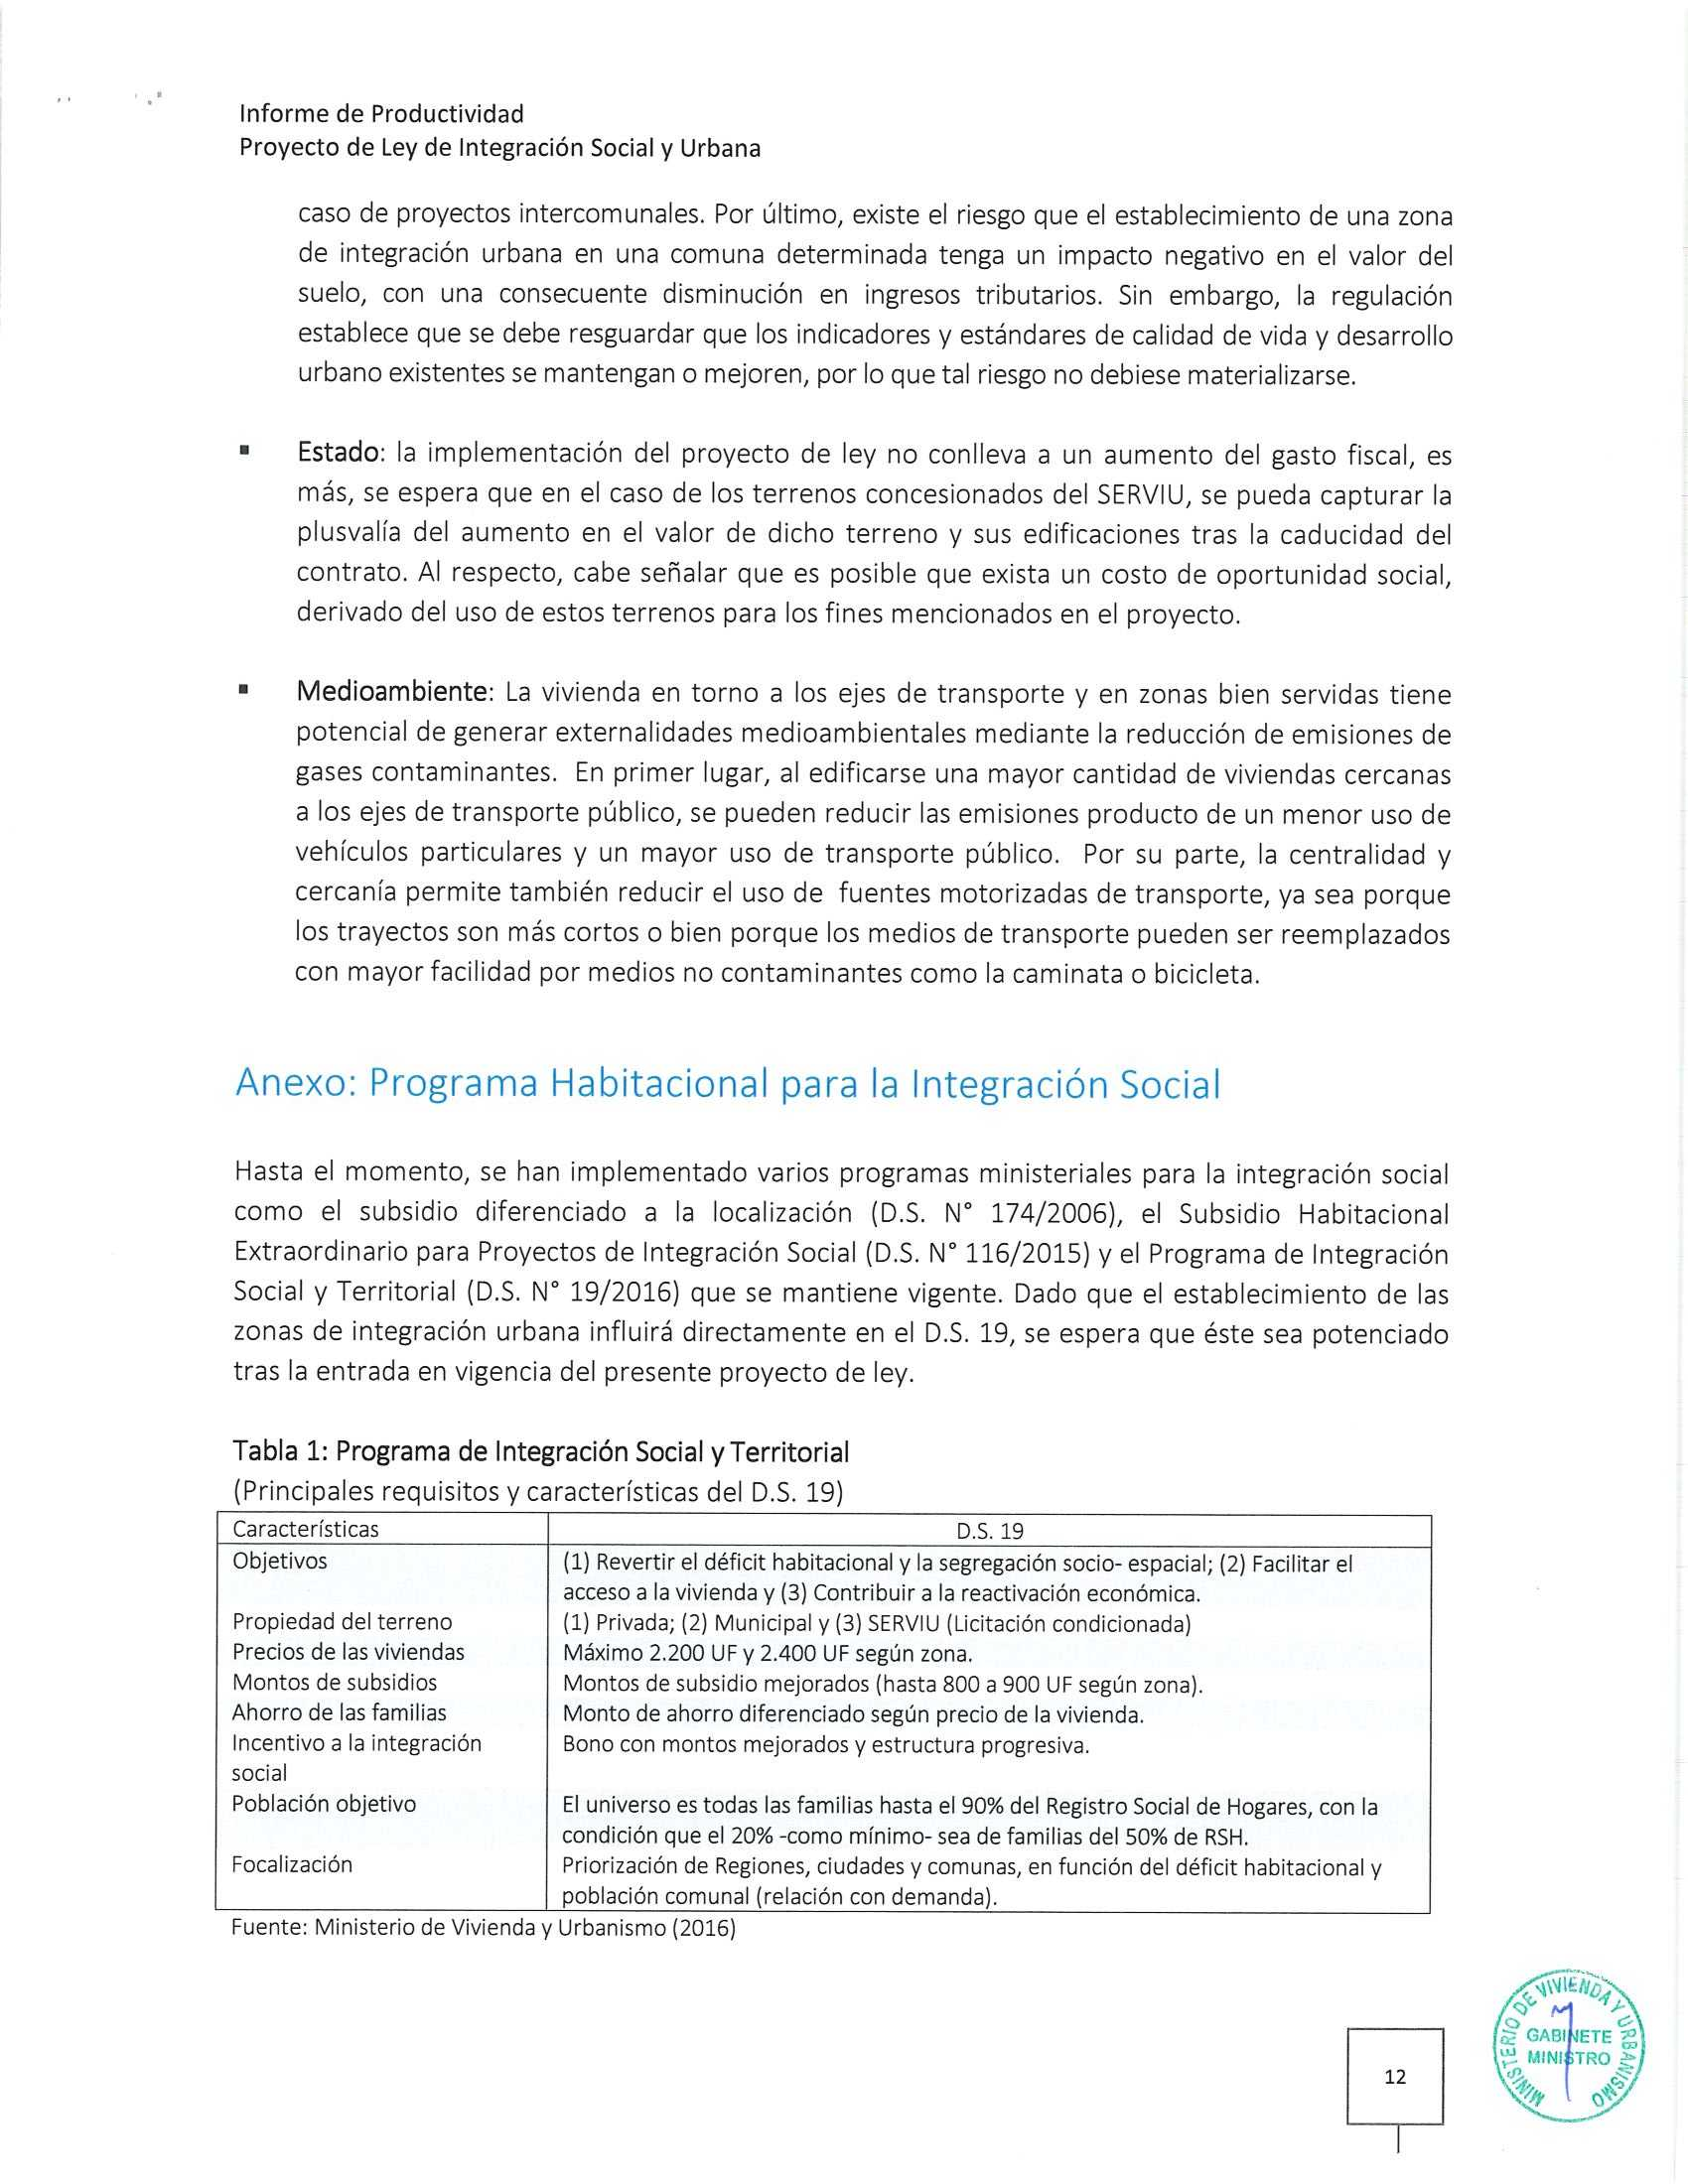 Informe de Productividad
Proyecto de Ley de Integración Social y Urbana
caso de proyectos intercomunales. Por último, existe el riesgo que el establecimiento de una zona
de integración urbana en una comuna determinada tenga un impacto negativo en el valor del
suelo, con una consecuente disminución en ingresos tributarios. Sin embargo, la regulación
establece que se debe resguardar que los indicadores y estándares de calidad de vida y desarrollo
urbano existentes se mantengan o mejoren, por lo que tal riesgo no debiese materializarse.
▪ Estado: la implementación del proyecto de ley no conlleva a un aumento del gasto fiscal, es
más, se espera que en el caso de los terrenos concesionados del SERVIU, se pueda capturar la
plusvalía del aumento en el valor de dicho terreno y sus edificaciones tras la caducidad del
contrato. Al respecto, cabe señalar que es posible que exista un costo de oportunidad social,
derivado del uso de estos terrenos para los fines mencionados en el proyecto.
▪ Medioambiente: La vivienda en torno a los ejes de transporte y en zonas bien servidas tiene
potencial de generar externalidades medioambientales mediante la reducción de emisiones de
gases contaminantes. En primer lugar, al edificarse una mayor cantidad de viviendas cercanas
a los ejes de transporte público, se pueden reducir las emisiones producto de un menor uso de
vehículos particulares y un mayor uso de transporte público. Por su parte, la centralidad y
cercanía permite también reducir el uso de fuentes motorizadas de transporte, ya sea porque
los trayectos son más cortos o bien porque los medios de transporte pueden ser reemplazados
con mayor facilidad por medios no contaminantes como la caminata o bicicleta.
Anexo: Programa Habitacional para la Integración Social
Hasta el momento, se han implementado varios programas ministeriales para la integración social
como el subsidio diferenciado a la localización (D.S. N° 174/2006), el Subsidio Habitacional
Extraordinario para Proyectos de Integración Social (D.S. N° 116/2015) y el Programa de Integración
Social y Territorial (D.S. N° 19/2016) que se mantiene vigente. Dado que el establecimiento de las
zonas de integración urbana influirá directamente en el D.S. 19, se espera que éste sea potenciado
tras la entrada en vigencia del presente proyecto de ley.
Tabla 1: Programa de Integración Social y Territorial
(Principales requisitos y características del D.S. 19)
Características D.S. 19
Objetivos (1) Revertir el déficit habitacional y la segregación socio- espacial; (2) Facilitar el
acceso a la vivienda y (3) Contribuir a la reactivación económica.
Propiedad del terreno (1) Privada; (2) Municipal y (3) SERVIU (Licitación condicionada)
Precios de las viviendas Máximo 2.200 UF y 2.400 UF según zona.
Montos de subsidios Montos de subsidio mejorados (hasta 800 a 900 UF según zona).
Ahorro de las familias Monto de ahorro diferenciado según precio de la vivienda.
Incentivo a la integración Bono con montos mejorados y estructura progresiva.
social
Población objetivo El universo es todas las familias hasta el 90% del Registro Social de Hogares, con la
condición que el 20% -como mínimo- sea de familias del 50% de RSH.
Focalización Priorización de Regiones, ciudades y comunas, en función del déficit habitacional y
población comunal (relación con demanda).
Fuente: Ministerio de Vivienda y Urbanismo (2016)
12
MINISTERIO DE VIVIENDA Y URBANISMO
GABINETE
MINISTRO